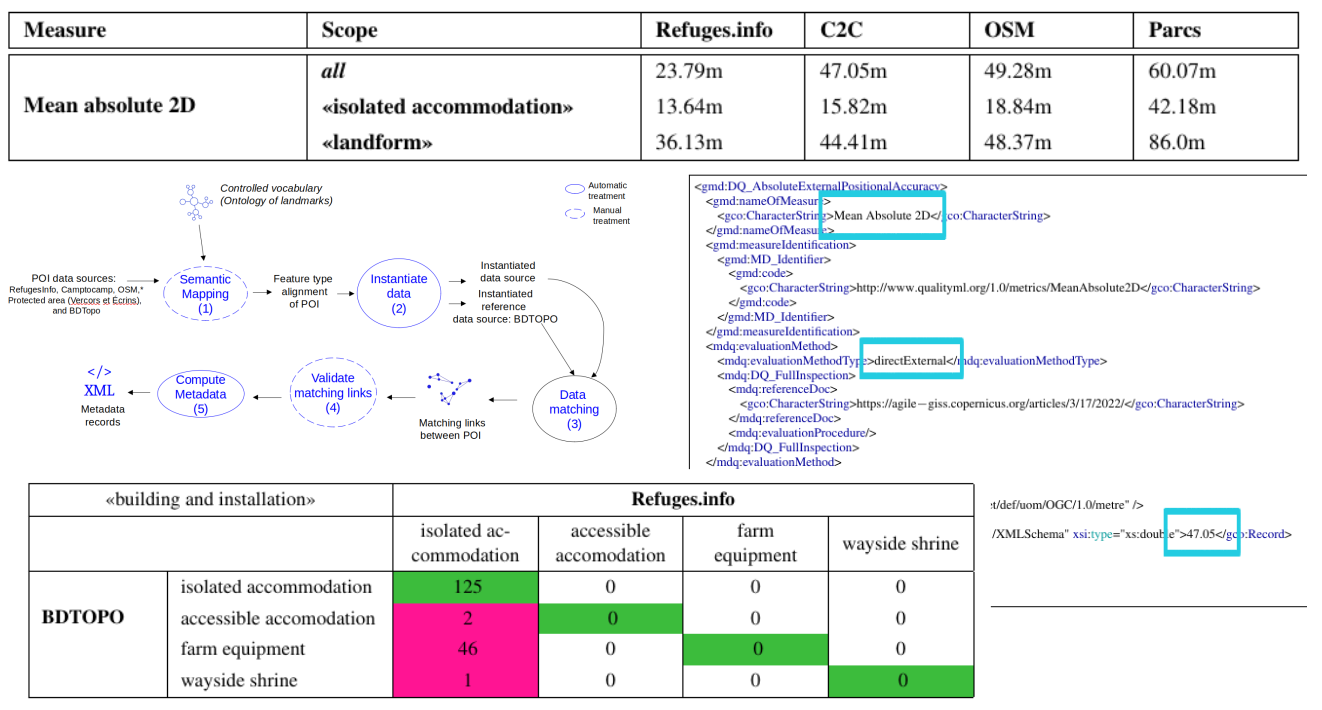 Measure Scope Refuges.info C2C OSM Parcs
all 23.79m 47.05m 49.28m 60.07m
Mean absolute 2D «isolated accommodation» 13.64m 15.82m 18.84m 42.18m
«landform» 36.13m 44.41m 48.37m 86.0m
Controlled vocabulary
(Ontology of landmarks)
Automatic
treatment
Manual
treatment
POI data sources:
RefugesInfo, Camptocamp, OSM,*
Protected area (Vercors et Écrins),
and BDTopo
Semantic
Mapping
(1)
Feature type
alignment
of POI
Instantiate
data
(2)
Instantiated
data source
Instantiated
reference
data source: BDTOPO
Data
matching
(3)
Matching links
between POI
Validate
matching links
(4)
Compute
Metadata
(5)
</>
XML
Metadata
records
<gmd:DQ_AbsoluteExternalPositionalAccuracy>
<gmd:nameOfMeasure>
<gco:CharacterString>Mean Absolute 2D</gco:CharacterString>
</gmd:nameOfMeasure>
<gmd:measureIdentification>
<gmd:MD_Identifier>
<gmd:code>
<gco:CharacterString>http://www.qualityml.org/1.0/metrics/MeanAbsolute2D</gco:CharacterString>
</gmd:code>
</gmd:MD_Identifier>
</gmd:measureIdentification>
<mdq:evaluationMethod>
<mdq:evaluationMethodType>directExternal</mdq:evaluationMethodType>
<mdq:DQ_FullInspection>
<mdq:referenceDoc>
<gco:CharacterString>https://agile−giss.copernicus.org/articles/3/17/2022/</gco:CharacterString>
</mdq:referenceDoc>
<mdq:evaluationProcedure/>
</mdq:DQ_FullInspection>
</mdq:evaluationMethod>
t/def/uom/OGC/1.0/metre" />
/XMLSchema" xsi:type="xs:double">47.05</gco:Record>
«building and installation» Refuges.info
isolated ac-
commodation
accessible
accomodation
farm
equipment
wayside shrine
isolated accommodation 125 0 0 0
BDTOPO
accessible accomodation 2 0 0 0
farm equipment 46 0 0 0
wayside shrine 1 0 0 0